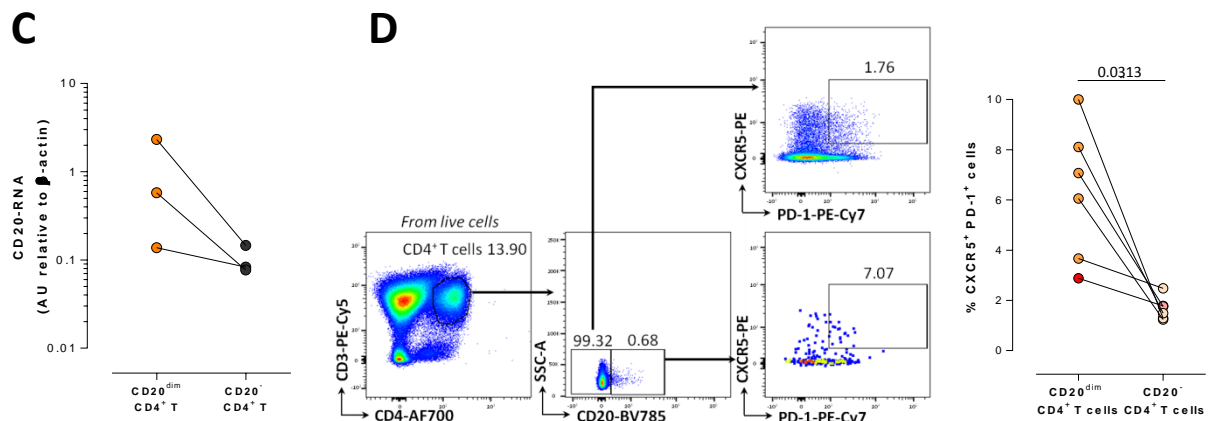 C
D
10
1
0.1
0.01
CD20-RNA
(AU relative to β-actin)
CD20dim
CD4+ T
CD20-
CD4+ T
From live cells
CD4+ T cells 13.90
CD3-PE-Cy5
CD4-AF700
99.32
0.68
SSC-A
CD20-BV785
1.76
CXCR5-PE
PD-1-PE-Cy7
7.07
CXCR5-PE
PD-1-PE-Cy7
0.0313
10
8
6
4
2
0
% CXCR5+ PD-1+ cells
CD20dim
CD4+ T cells
CD20-
CD4+ T cells